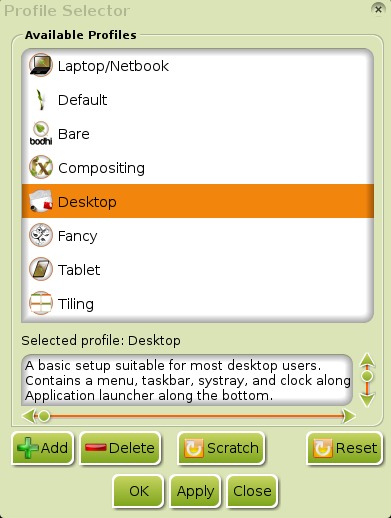 Profile Selector
Available Profiles
Laptop/Netbook
Default
bodhi
Bare
Compositing
Desktop
Fancy
Tablet
Tiling
Selected profile: Desktop
A basic setup suitable for most desktop users.
Contains a menu, taskbar, systray, and clock along
Application launcher along the bottom.
Add Delete Scratch Reset
OK Apply Close